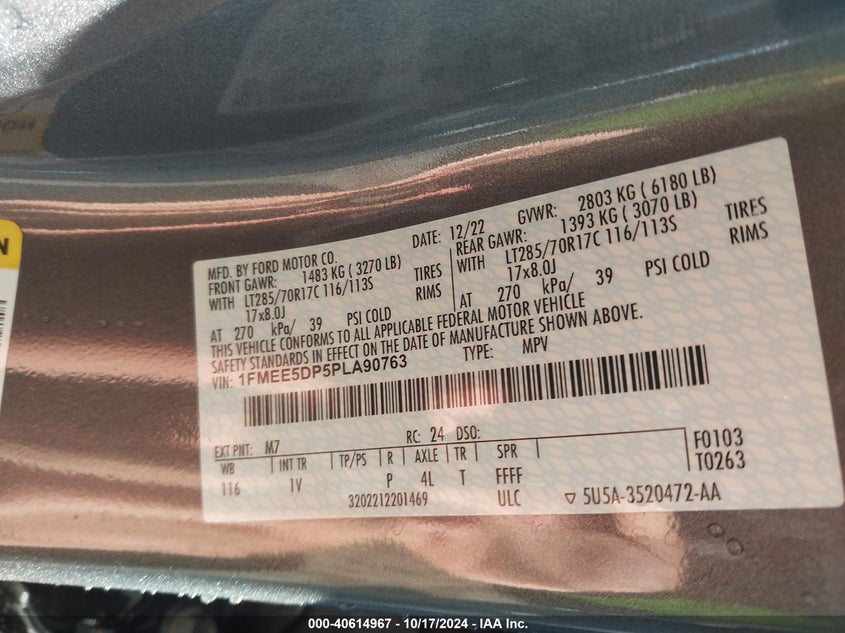 MFD. BY FORD MOTOR CO.
DATE: 12/22
GVWR: 2803 KG ( 6180 LB)
FRONT GAWR: 1483 KG ( 3270 LB)
REAR GAWR: 1393 KG ( 3070 LB)
WITH LT285/70R17C 116/113S TIRES
WITH LT285/70R17C 116/113S TIRES
17x8.0J RIMS
17x8.0J RIMS
AT 270 kPa/ 39 PSI COLD
AT 270 kPa/ 39 PSI COLD
THIS VEHICLE CONFORMS TO ALL APPLICABLE FEDERAL MOTOR VEHICLE
SAFETY STANDARDS IN EFFECT ON THE DATE OF MANUFACTURE SHOWN ABOVE.
VIN: 1FMEE5DP5PLA90763 TYPE: MPV
EXT PNT: M7 RC: 24 DSO:
WB INT TR TP/PS R AXLE TR SPR F0103
116 1V P 4L T FFFF T0263
3202212201469 ULC ▽ 5U5A-3520472-AA
000-40614967 - 10/17/2024 - IAA Inc.